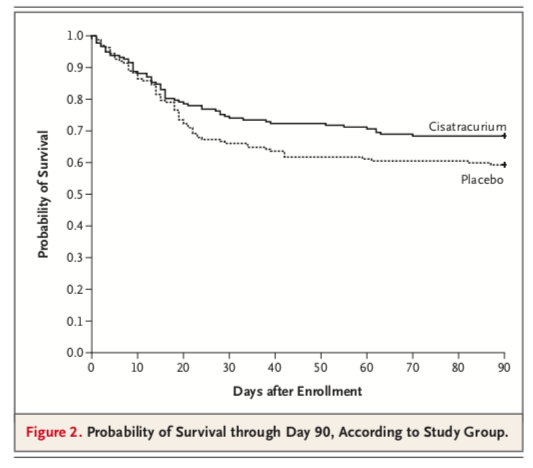 1.0
0.9
0.8
0.7
0.6
0.5
0.4
0.3
0.2
0.1
0.0
Probability of Survival
Cisatracurium
Placebo
0 10 20 30 40 50 60 70 80 90
Days after Enrollment
Figure 2. Probability of Survival through Day 90, According to Study Group.